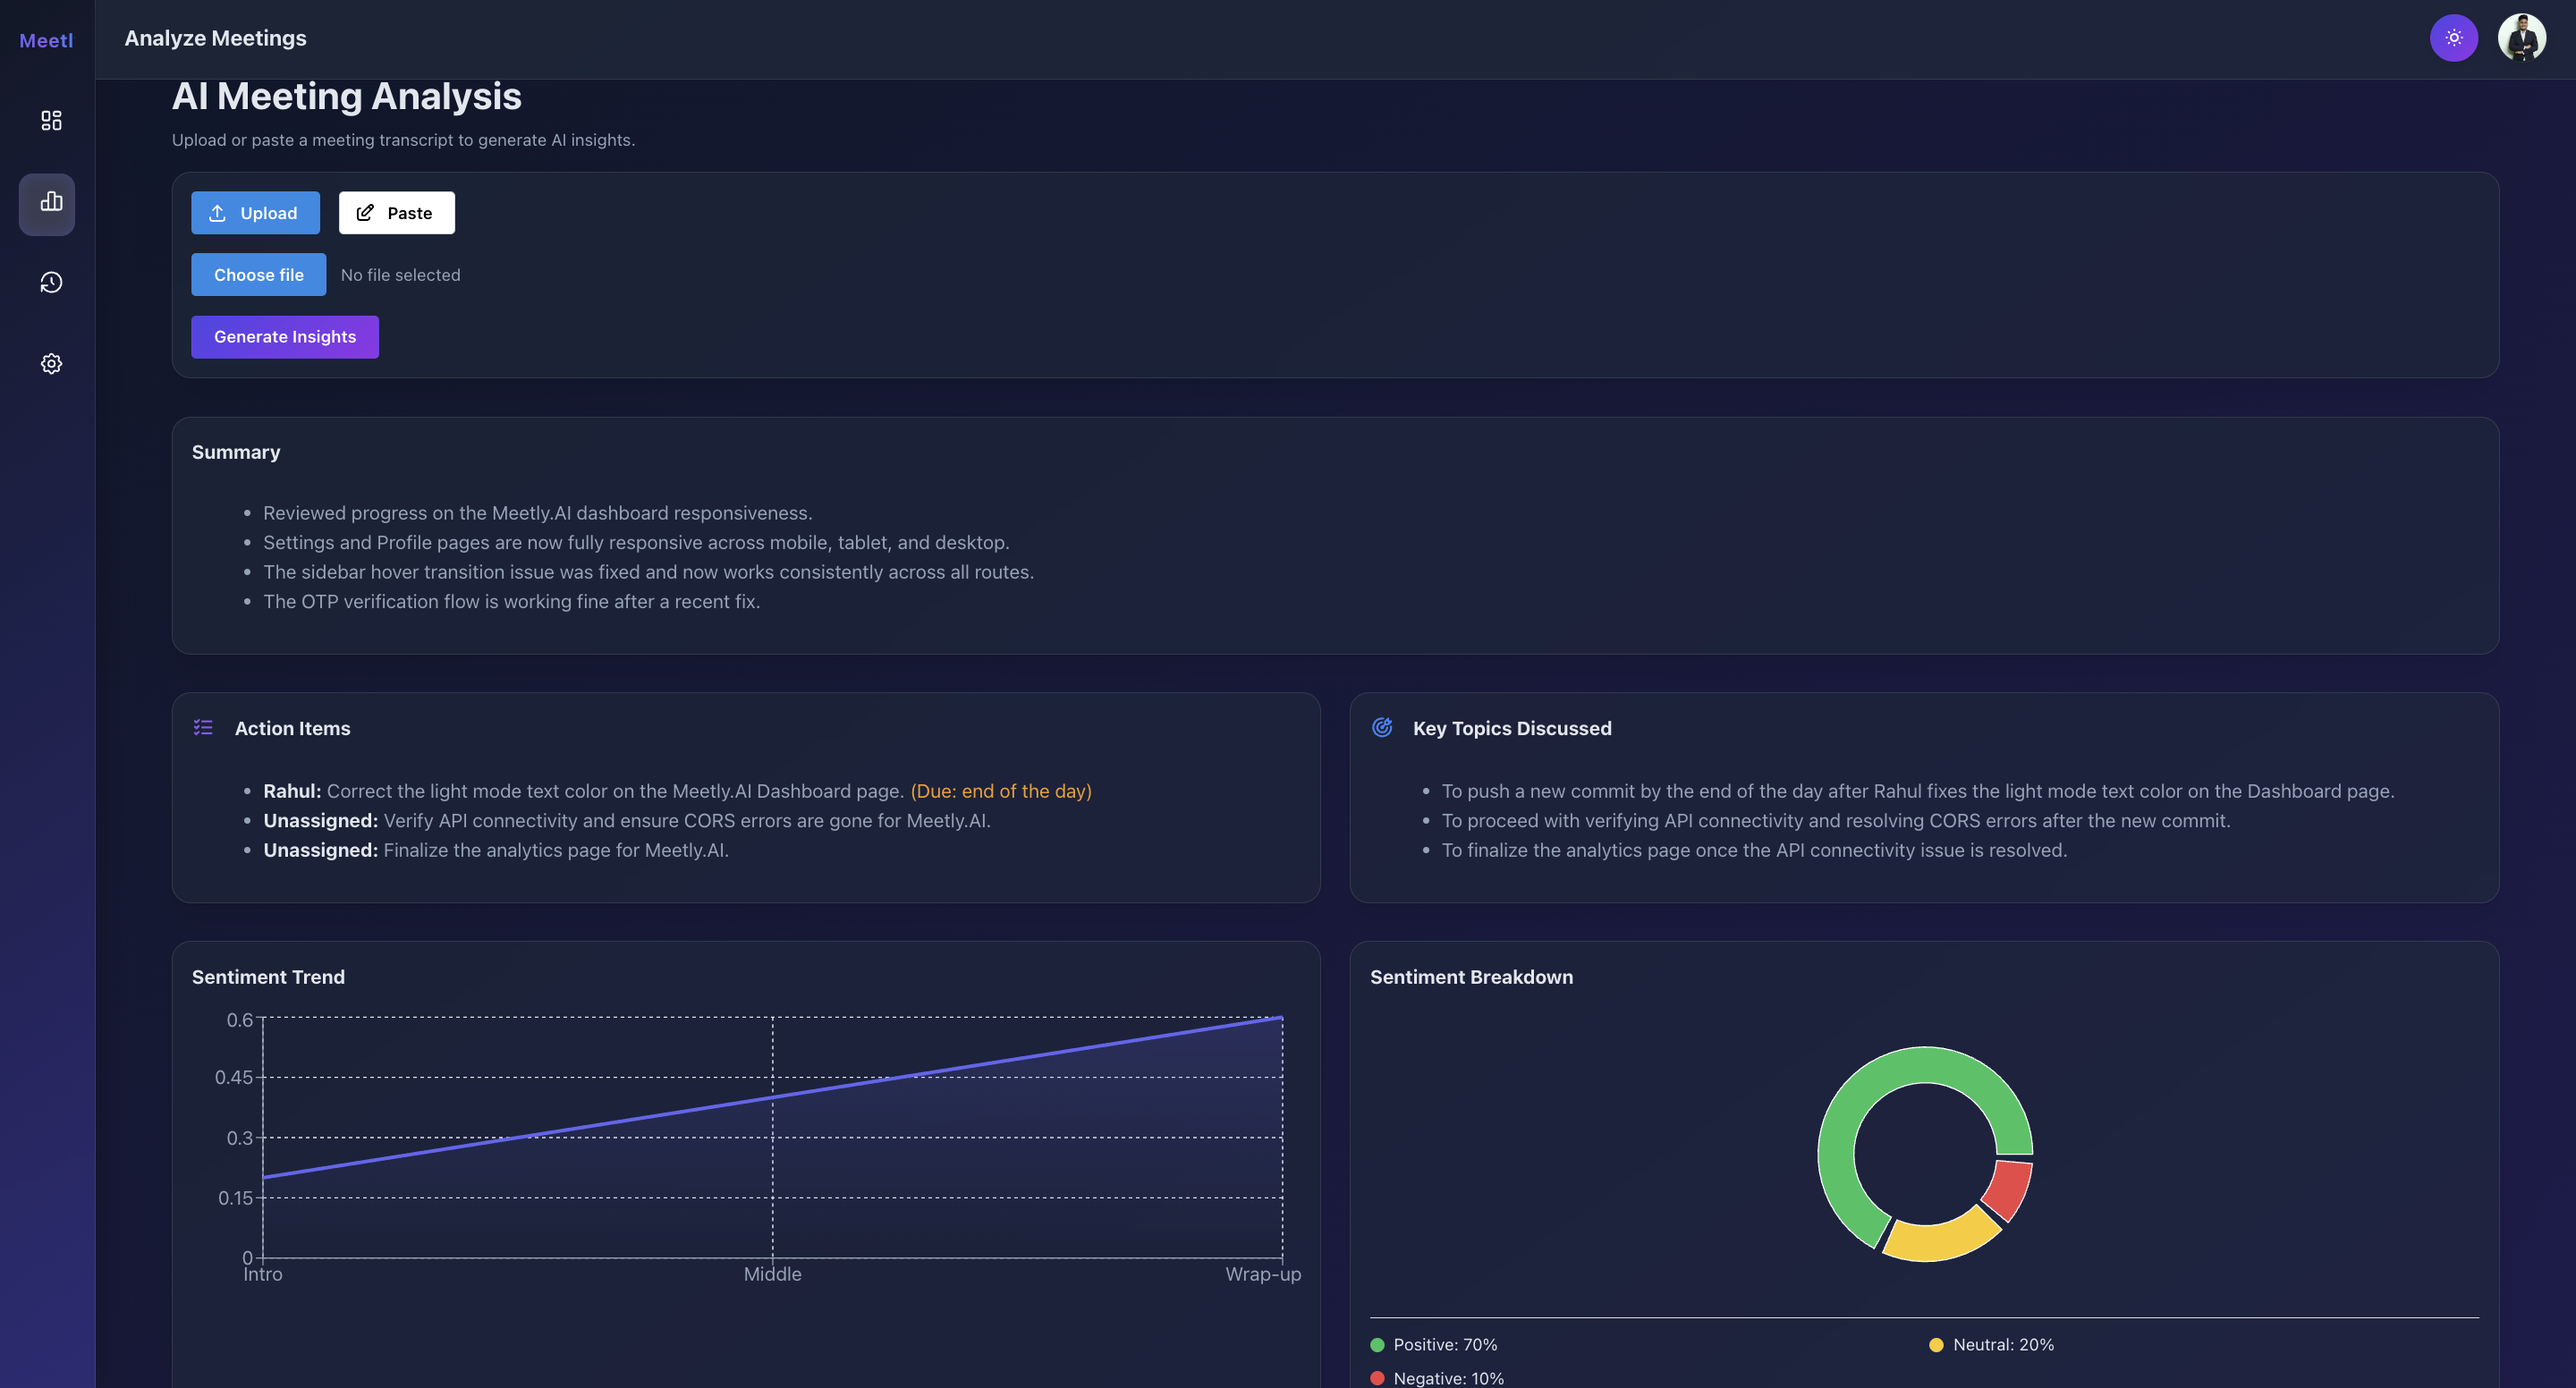 Meetl
Analyze Meetings
AI Meeting Analysis
Upload or paste a meeting transcript to generate AI insights.
Upload
Paste
Choose file
No file selected
Generate Insights
Summary
Reviewed progress on the Meetly.AI dashboard responsiveness.
Settings and Profile pages are now fully responsive across mobile, tablet, and desktop.
The sidebar hover transition issue was fixed and now works consistently across all routes.
The OTP verification flow is working fine after a recent fix.
Action Items
Rahul: Correct the light mode text color on the Meetly.AI Dashboard page. (Due: end of the day)
Unassigned: Verify API connectivity and ensure CORS errors are gone for Meetly.AI.
Unassigned: Finalize the analytics page for Meetly.AI.
Key Topics Discussed
To push a new commit by the end of the day after Rahul fixes the light mode text color on the Dashboard page.
To proceed with verifying API connectivity and resolving CORS errors after the new commit.
To finalize the analytics page once the API connectivity issue is resolved.
Sentiment Trend
0.6
0.45
0.3
0.15
0
Intro
Middle
Wrap-up
Sentiment Breakdown
Positive: 70%
Neutral: 20%
Negative: 10%